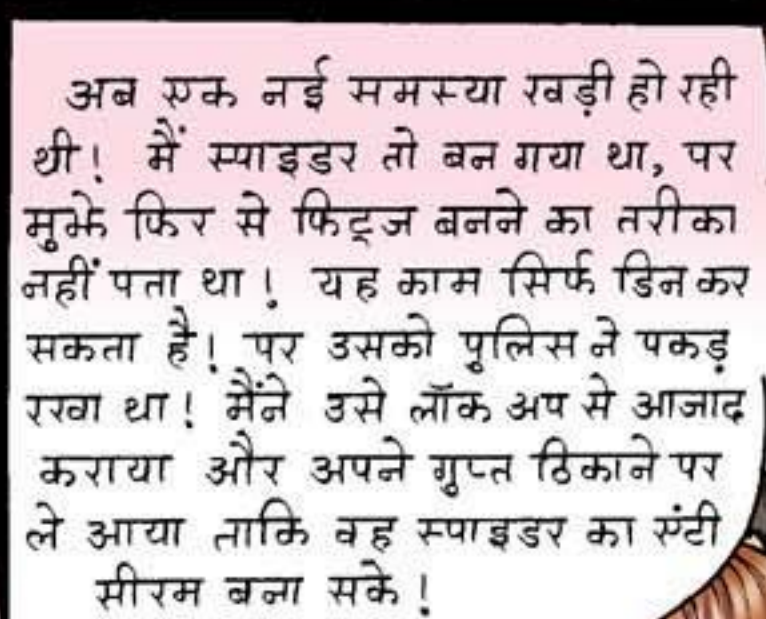 अब एक नई समस्या खड़ी हो रही
थी! मैं स्पाइडर तो बन गया था, पर
मुझे फिर से फिट्ज बनने का तरीका
नहीं पता था! यह काम सिर्फ डिन कर
सकता है! पर उसको पुलिस ने पकड़
रखा था! मैंने उसे लॉक अप से आजाद
कराया और अपने गुप्त ठिकाने पर
ले आया ताकि वह स्पाइडर का एंटी
सीरम बना सके!